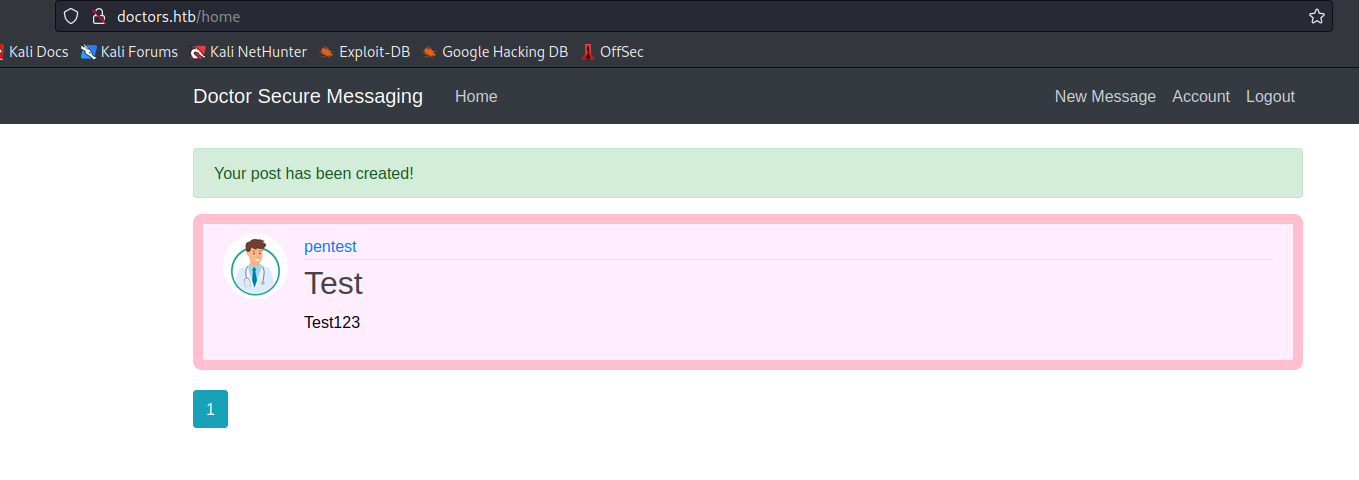 doctors.htb/home
Kali Docs Kali Forums Kali NetHunter Exploit-DB Google Hacking DB OffSec
Doctor Secure Messaging Home New Message Account Logout
Your post has been created!
pentest
Test
Test123
1